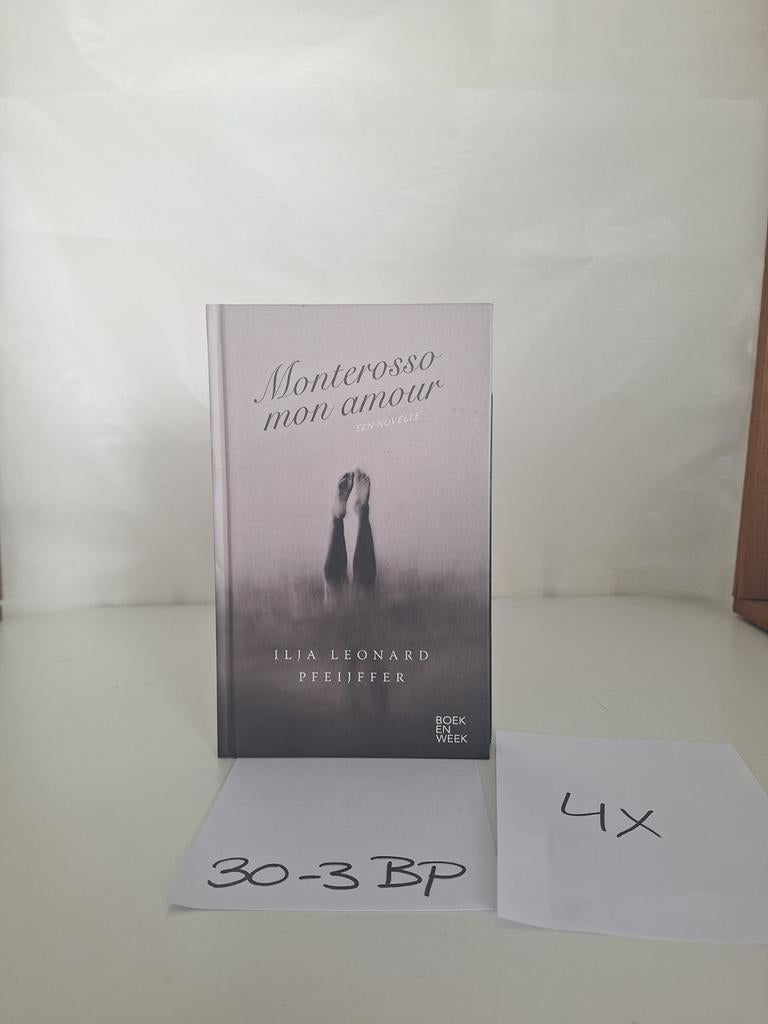 Monterosso
mon amour
EEN NOVELLE
ILJA LEONARD
PFEIJFFER
BOEK
EN
WEEK
4X
30-3 BP